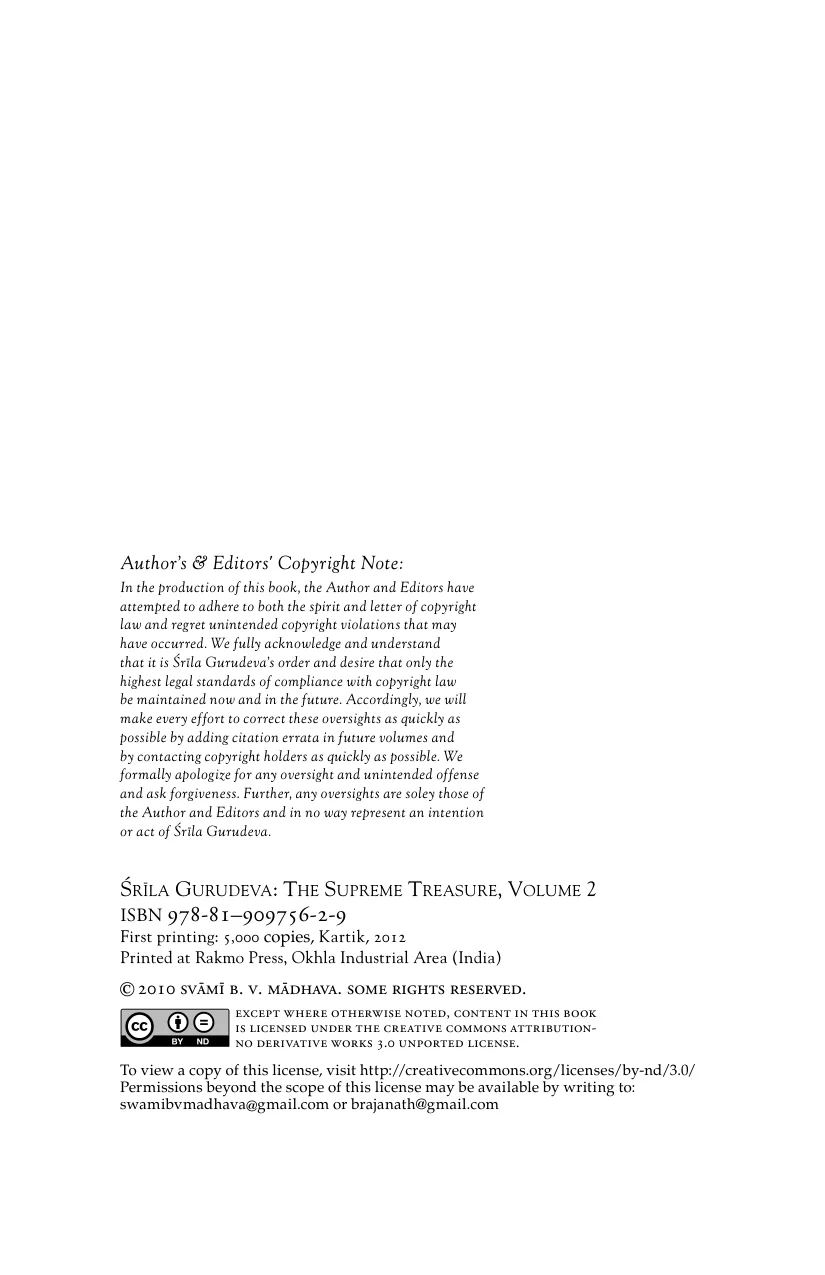 Author's & Editors' Copyright Note:
In the production of this book, the Author and Editors have
attempted to adhere to both the spirit and letter of copyright
law and regret unintended copyright violations that may
have occurred. We fully acknowledge and understand
that it is Śrīla Gurudeva's order and desire that only the
highest legal standards of compliance with copyright law
be maintained now and in the future. Accordingly, we will
make every effort to correct these oversights as quickly as
possible by adding citation errata in future volumes and
by contacting copyright holders as quickly as possible. We
formally apologize for any oversight and unintended offense
and ask forgiveness. Further, any oversights are soley those of
the Author and Editors and in no way represent an intention
or act of Śrīla Gurudeva.
Śrīla Gurudeva: The Supreme Treasure, Volume 2
ISBN 978-81–909756-2-9
First printing: 5,000 copies, Kartik, 2012
Printed at Rakmo Press, Okhla Industrial Area (India)
© 2010 svāmī b. v. mādhava. some rights reserved.
cc BY ND
except where otherwise noted, content in this book
is licensed under the creative commons attribution-
no derivative works 3.0 unported license.
To view a copy of this license, visit http://creativecommons.org/licenses/by-nd/3.0/
Permissions beyond the scope of this license may be available by writing to:
swamibvmadhava@gmail.com or brajanath@gmail.com